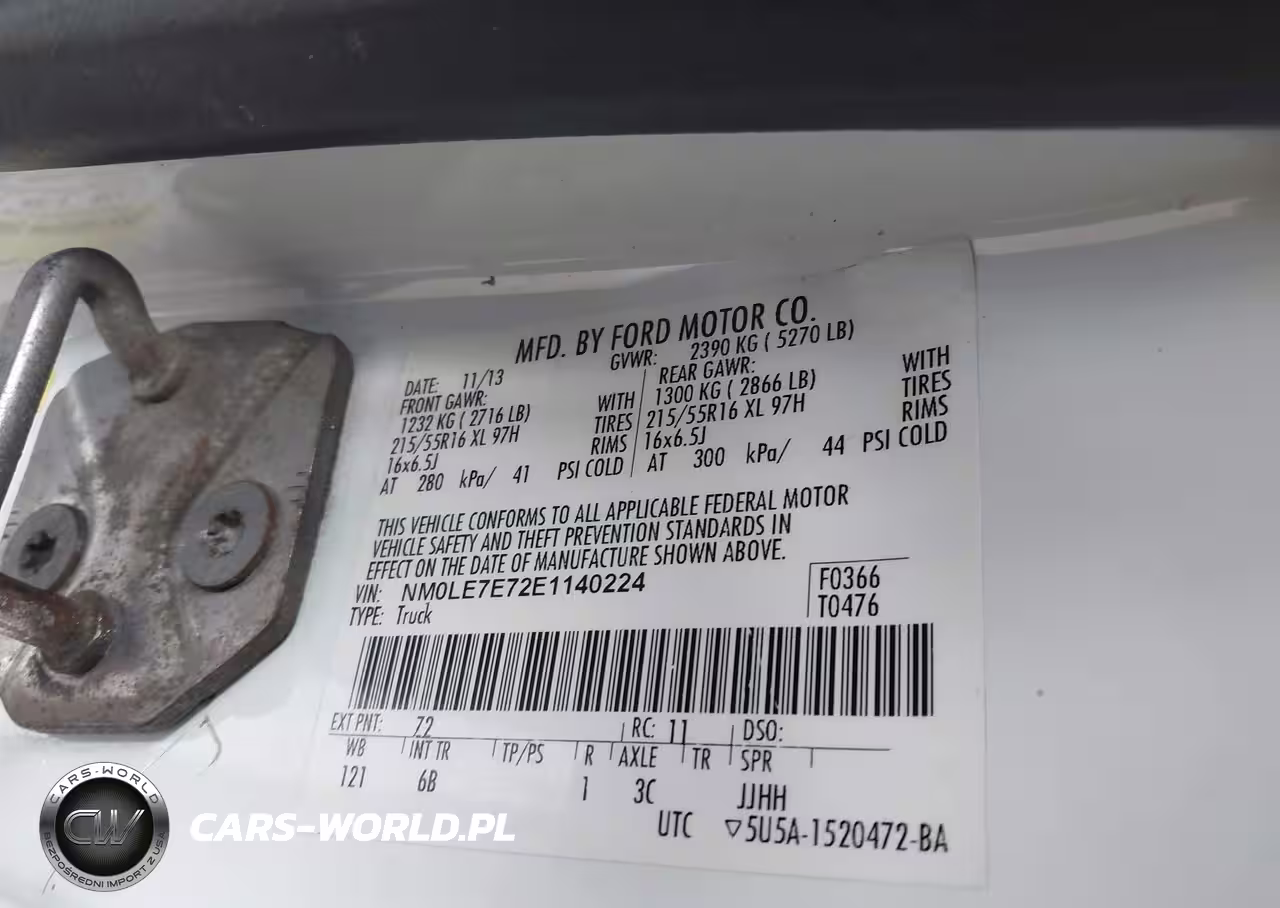 MFD. BY FORD MOTOR CO.
DATE: 11/13 GVWR: 2390 KG ( 5270 LB)
FRONT GAWR: REAR GAWR:
1232 KG ( 2716 LB) WITH 1300 KG ( 2866 LB) WITH
215/55R16 XL 97H TIRES 215/55R16 XL 97H TIRES
16x6.5J RIMS 16x6.5J RIMS
AT 280 kPa/ 41 PSI COLD AT 300 kPa/ 44 PSI COLD
THIS VEHICLE CONFORMS TO ALL APPLICABLE FEDERAL MOTOR
VEHICLE SAFETY AND THEFT PREVENTION STANDARDS IN
EFFECT ON THE DATE OF MANUFACTURE SHOWN ABOVE.
VIN: NM0LE7E72E1140224 F0366
TYPE: Truck T0476
EXT PNT: 7Z RC: 11 DSO:
WB INT TR TP/PS R AXLE TR SPR
121 6B 1 3C JJHH
UTC ▽5U5A-1520472-BA
CARS-WORLD
CW
BEZPOŚREDNI IMPORT Z USA
CARS-WORLD.PL